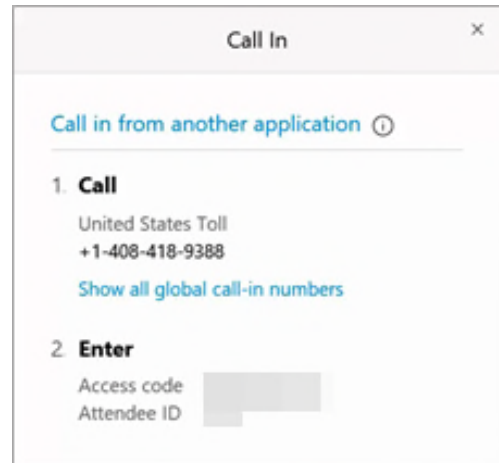 Call In
×
Call in from another application ⓘ
1. Call
United States Toll
+1-408-418-9388
Show all global call-in numbers
2. Enter
Access code
Attendee ID